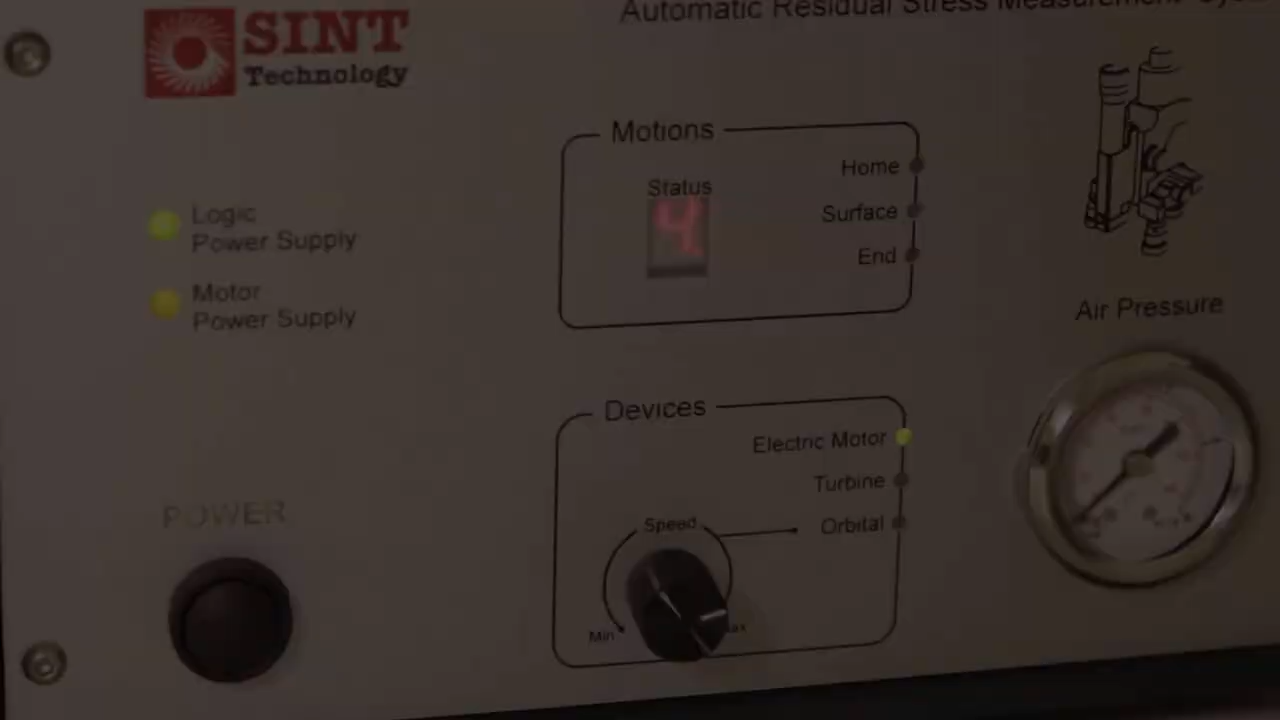 SINT
Technology
Automatic Residual Stress Measurement
Motions
Status
4
Home
Surface
End
Logic
Power Supply
Motor
Power Supply
Air Pressure
Devices
Electric Motor
Turbine
Orbital
Speed
Min
POWER